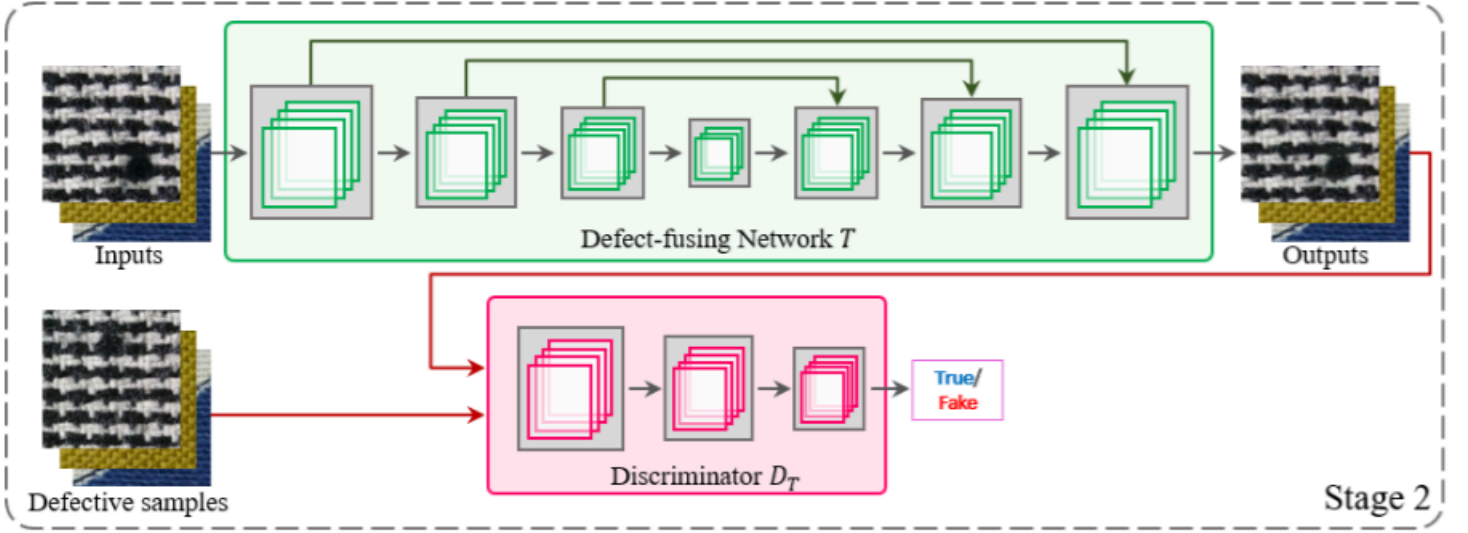 Defect-fusing Network T
Inputs
Outputs
True/
Fake
Discriminator D_T
Defective samples
Stage 2